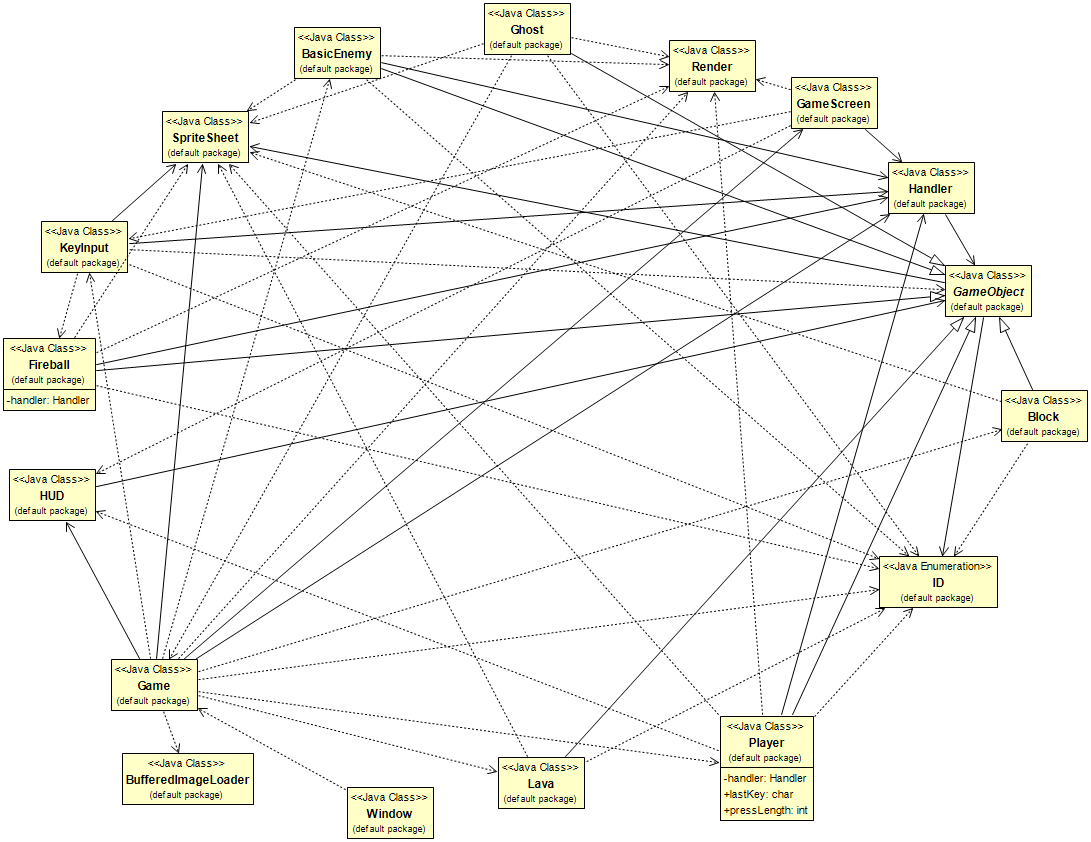 <<Java Class>>
Ghost
(default package)
<<Java Class>>
BasicEnemy
(default package)
<<Java Class>>
Render
(default package)
<<Java Class>>
GameScreen
(default package)
<<Java Class>>
SpriteSheet
(default package)
<<Java Class>>
Handler
(default package)
<<Java Class>>
KeyInput
(default package)
<<Java Class>>
GameObject
(default package)
<<Java Class>>
Fireball
(default package)
-handler: Handler
<<Java Class>>
Block
(default package)
<<Java Class>>
HUD
(default package)
<<Java Enumeration>>
ID
(default package)
<<Java Class>>
Game
(default package)
<<Java Class>>
Player
(default package)
-handler: Handler
+lastKey: char
+pressLength: int
<<Java Class>>
BufferedImageLoader
(default package)
<<Java Class>>
Lava
(default package)
<<Java Class>>
Window
(default package)